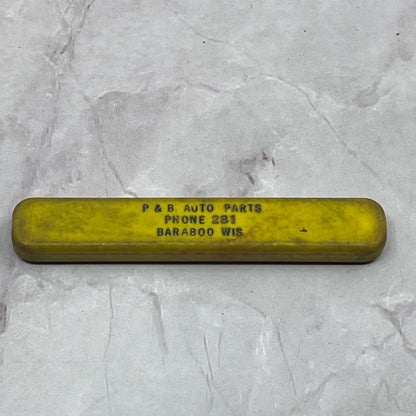 P & B AUTO PARTS
PHONE 281
BARABOO WIS.